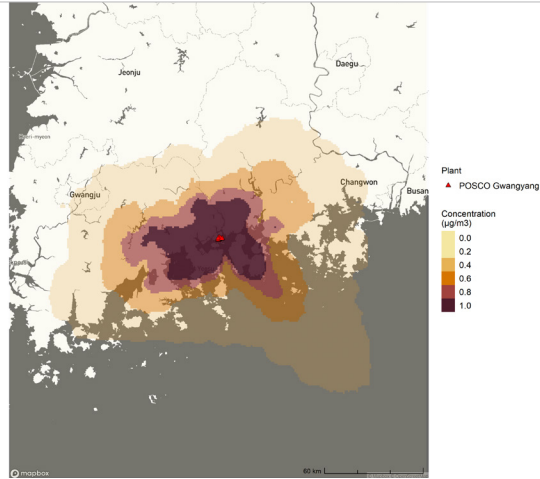 Jeonju
Daegu
Gwangju
Changwon
Busan
Plant
POSCO Gwangyang
Concentration
(µg/m3)
0.0
0.2
0.4
0.6
0.8
1.0
mapbox
60 km